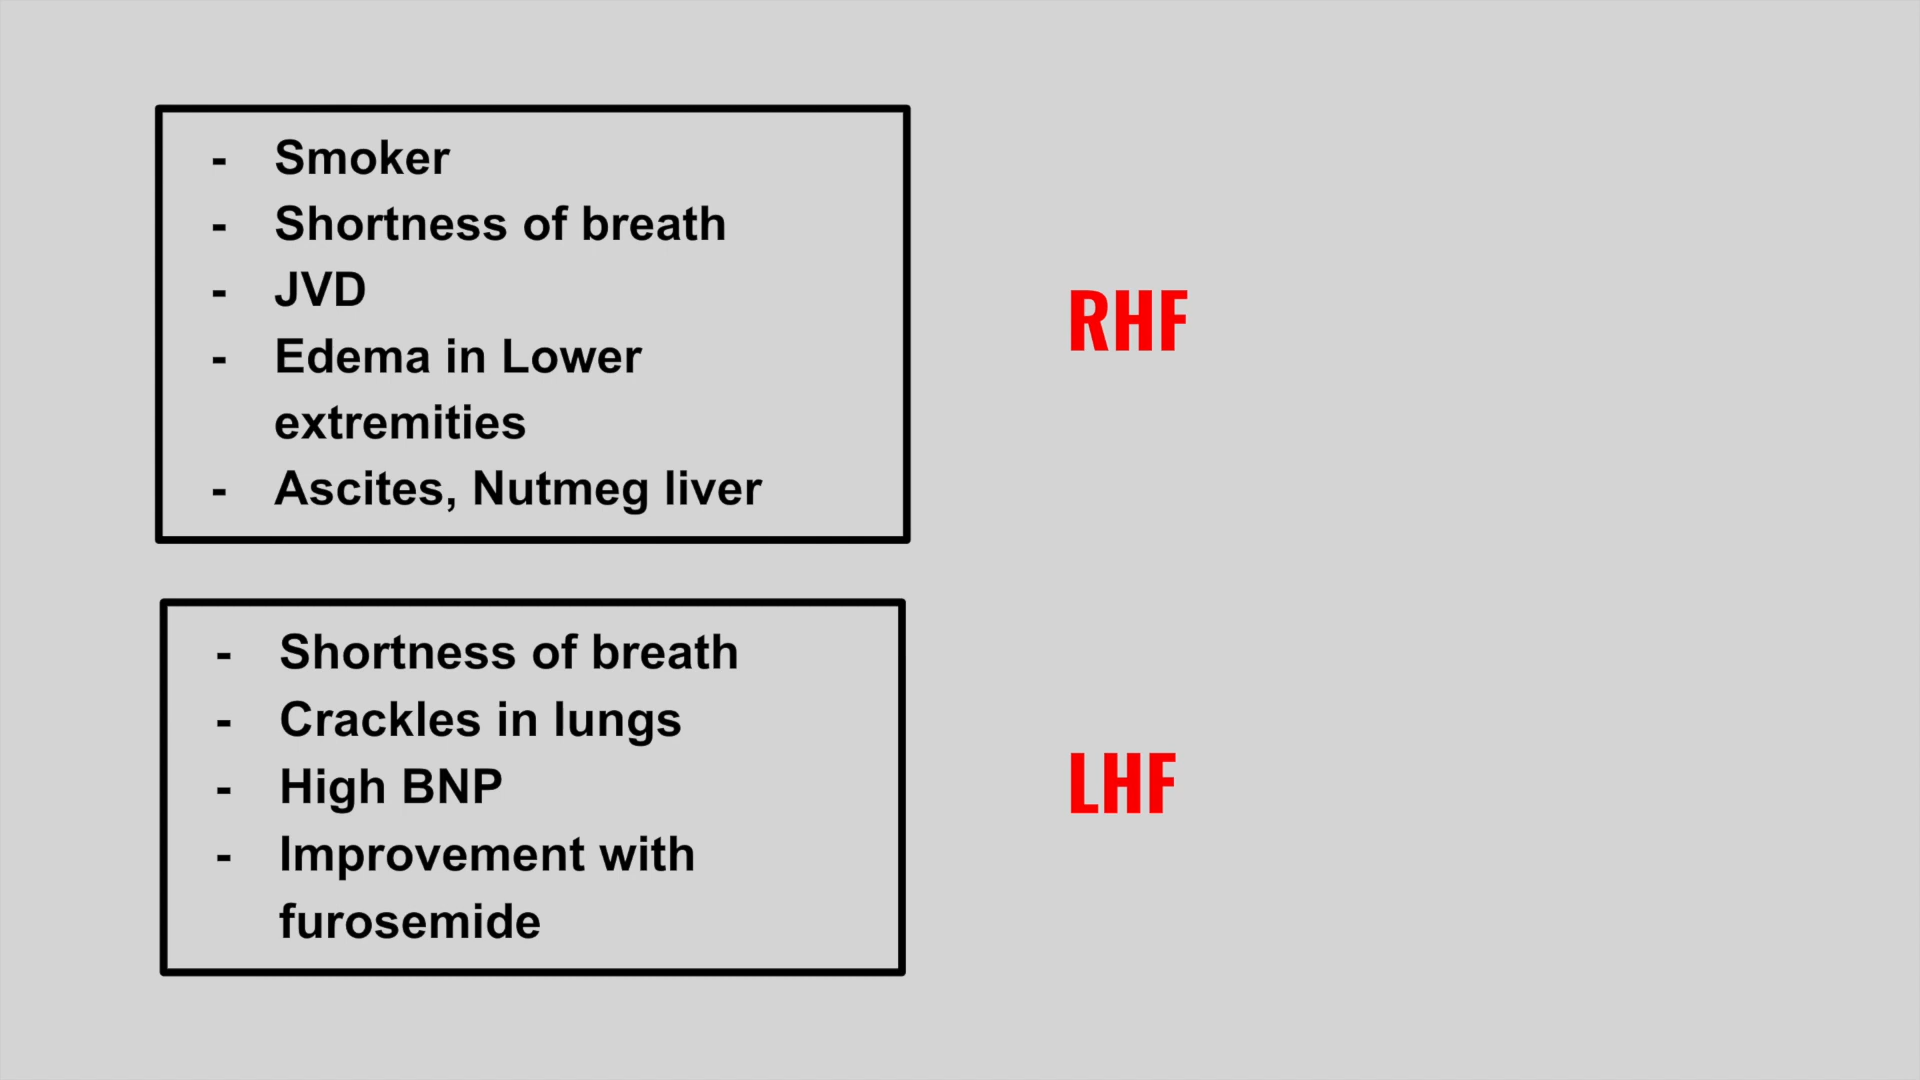 - Smoker
- Shortness of breath
- JVD
- Edema in Lower
extremities
- Ascites, Nutmeg liver
RHF
- Shortness of breath
- Crackles in lungs
- High BNP
- Improvement with
furosemide
LHF